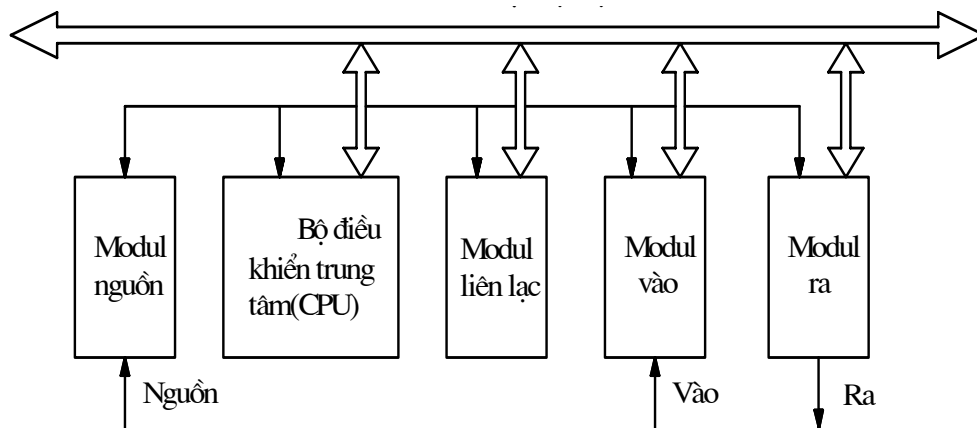 Modul
nguồn
Bộ điều
khiển trung
tâm(CPU)
Modul
liên lạc
Modul
vào
Modul
ra
Nguồn
Vào
Ra